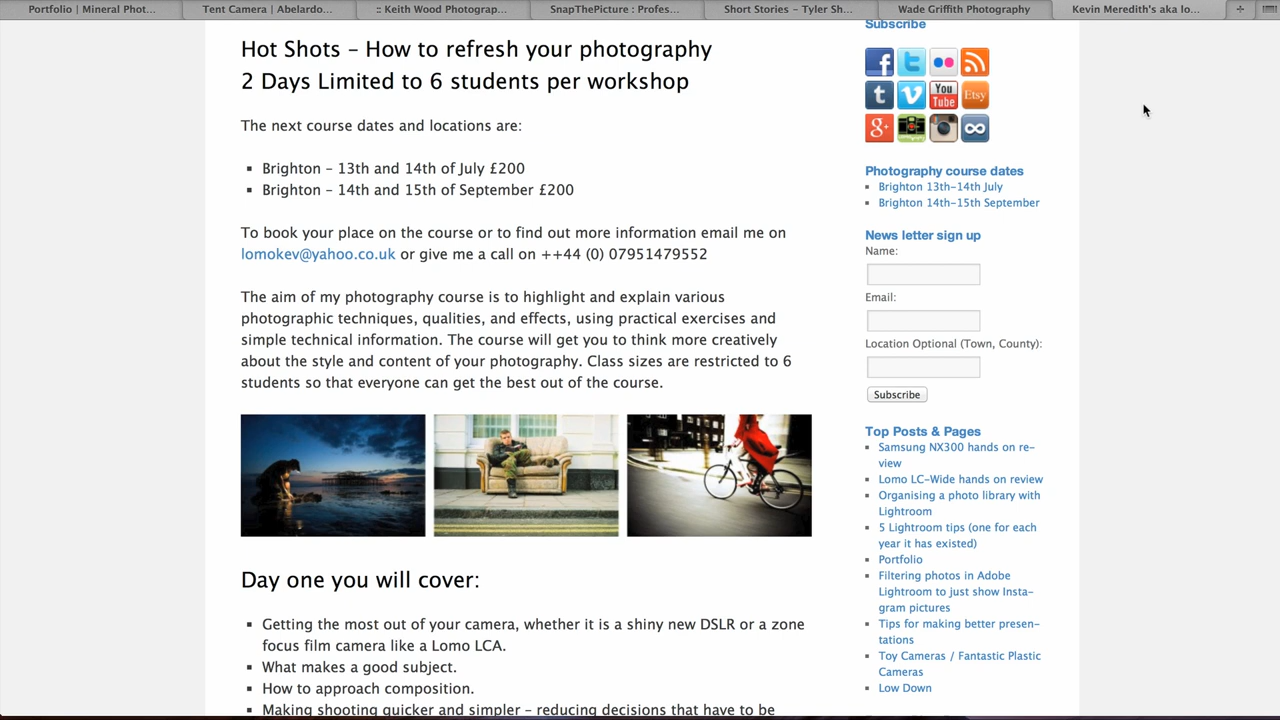 Portfolio | Mineral Phot...
Tent Camera | Abelardo...
:: Keith Wood Photograp...
SnapThePicture : Profes...
Short Stories – Tyler Sh...
Wade Griffith Photography
Kevin Meredith's aka lo...
Hot Shots – How to refresh your photography
2 Days Limited to 6 students per workshop
The next course dates and locations are:
Brighton – 13th and 14th of July £200
Brighton – 14th and 15th of September £200
To book your place on the course or to find out more information email me on
lomokev@yahoo.co.uk or give me a call on ++44 (0) 07951479552
The aim of my photography course is to highlight and explain various
photographic techniques, qualities, and effects, using practical exercises and
simple technical information. The course will get you to think more creatively
about the style and content of your photography. Class sizes are restricted to 6
students so that everyone can get the best out of the course.
Day one you will cover:
Getting the most out of your camera, whether it is a shiny new DSLR or a zone
focus film camera like a Lomo LCA.
What makes a good subject.
How to approach composition.
Making shooting quicker and simpler – reducing decisions that have to be
Subscribe
You
Tube
Etsy
Photography course dates
Brighton 13th-14th July
Brighton 14th-15th September
News letter sign up
Name:
Email:
Location Optional (Town, County):
Subscribe
Top Posts & Pages
Samsung NX300 hands on re-
view
Lomo LC-Wide hands on review
Organising a photo library with
Lightroom
5 Lightroom tips (one for each
year it has existed)
Portfolio
Filtering photos in Adobe
Lightroom to just show Insta-
gram pictures
Tips for making better presen-
tations
Toy Cameras / Fantastic Plastic
Cameras
Low Down